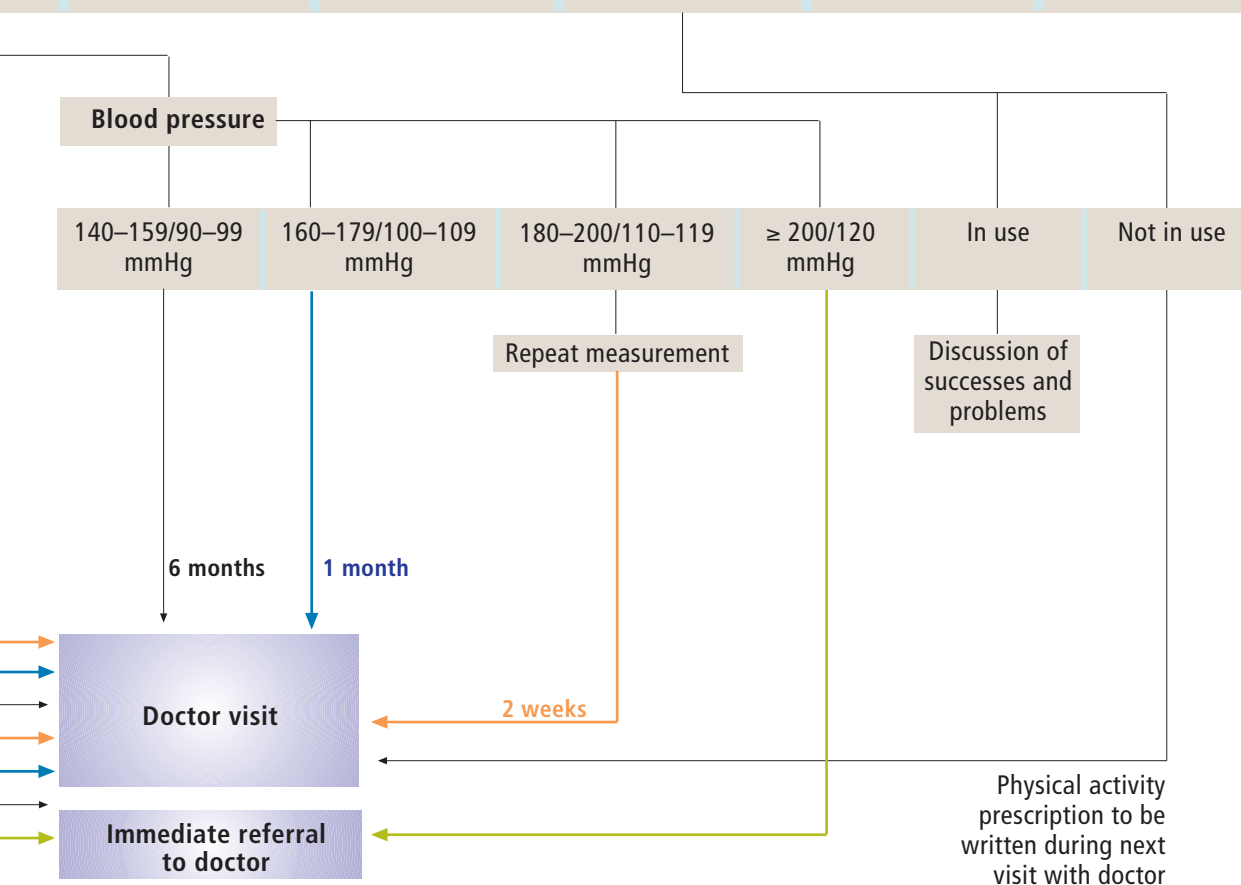 Blood pressure
140–159/90–99
mmHg
160–179/100–109
mmHg
180–200/110–119
mmHg
≥ 200/120
mmHg
In use
Not in use
Repeat measurement
Discussion of
successes and
problems
6 months
1 month
Doctor visit
2 weeks
Physical activity
prescription to be
written during next
visit with doctor
Immediate referral
to doctor